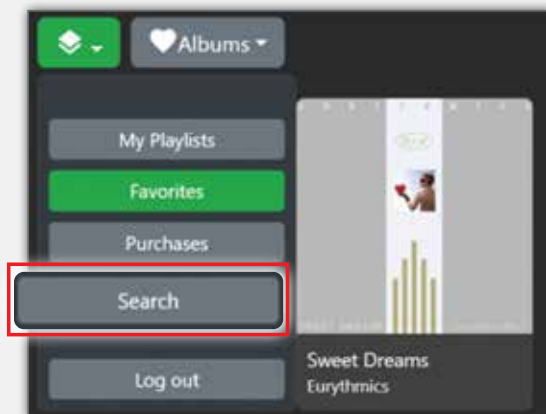 Albums
My Playlists
Favorites
Purchases
Search
Log out
Sweet Dreams
Eurythmics